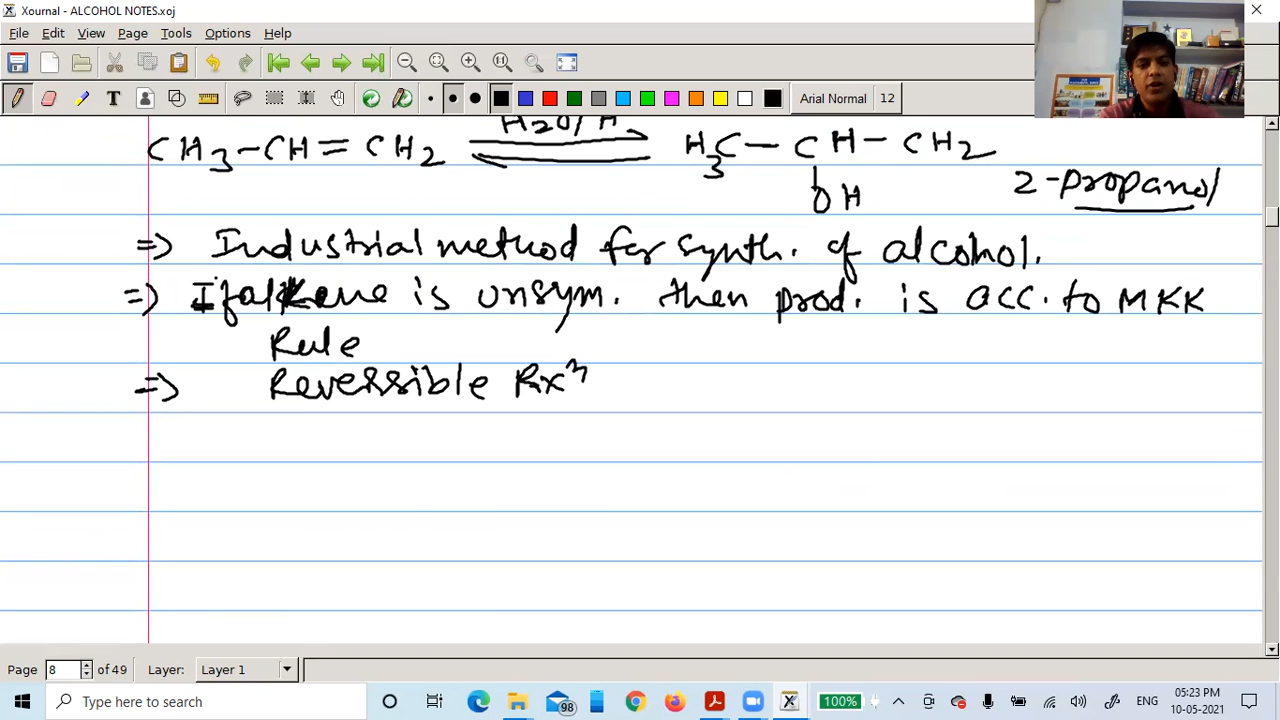 Xournal - ALCOHOL NOTES.xoj
File Edit View Page Tools Options Help
Arial Normal 12
H2O/H
CH3-CH=CH2 H3C-CH-CH2
OH
2-propanol
=> Industrial method for synth. of alcohol.
=> If alkene is unsym. then prod. is acc. to MKK
Rule
=> Reverssible Rxn
Page 8 of 49 Layer: Layer 1
Type here to search
98
100%
ENG
05:23 PM
10-05-2021